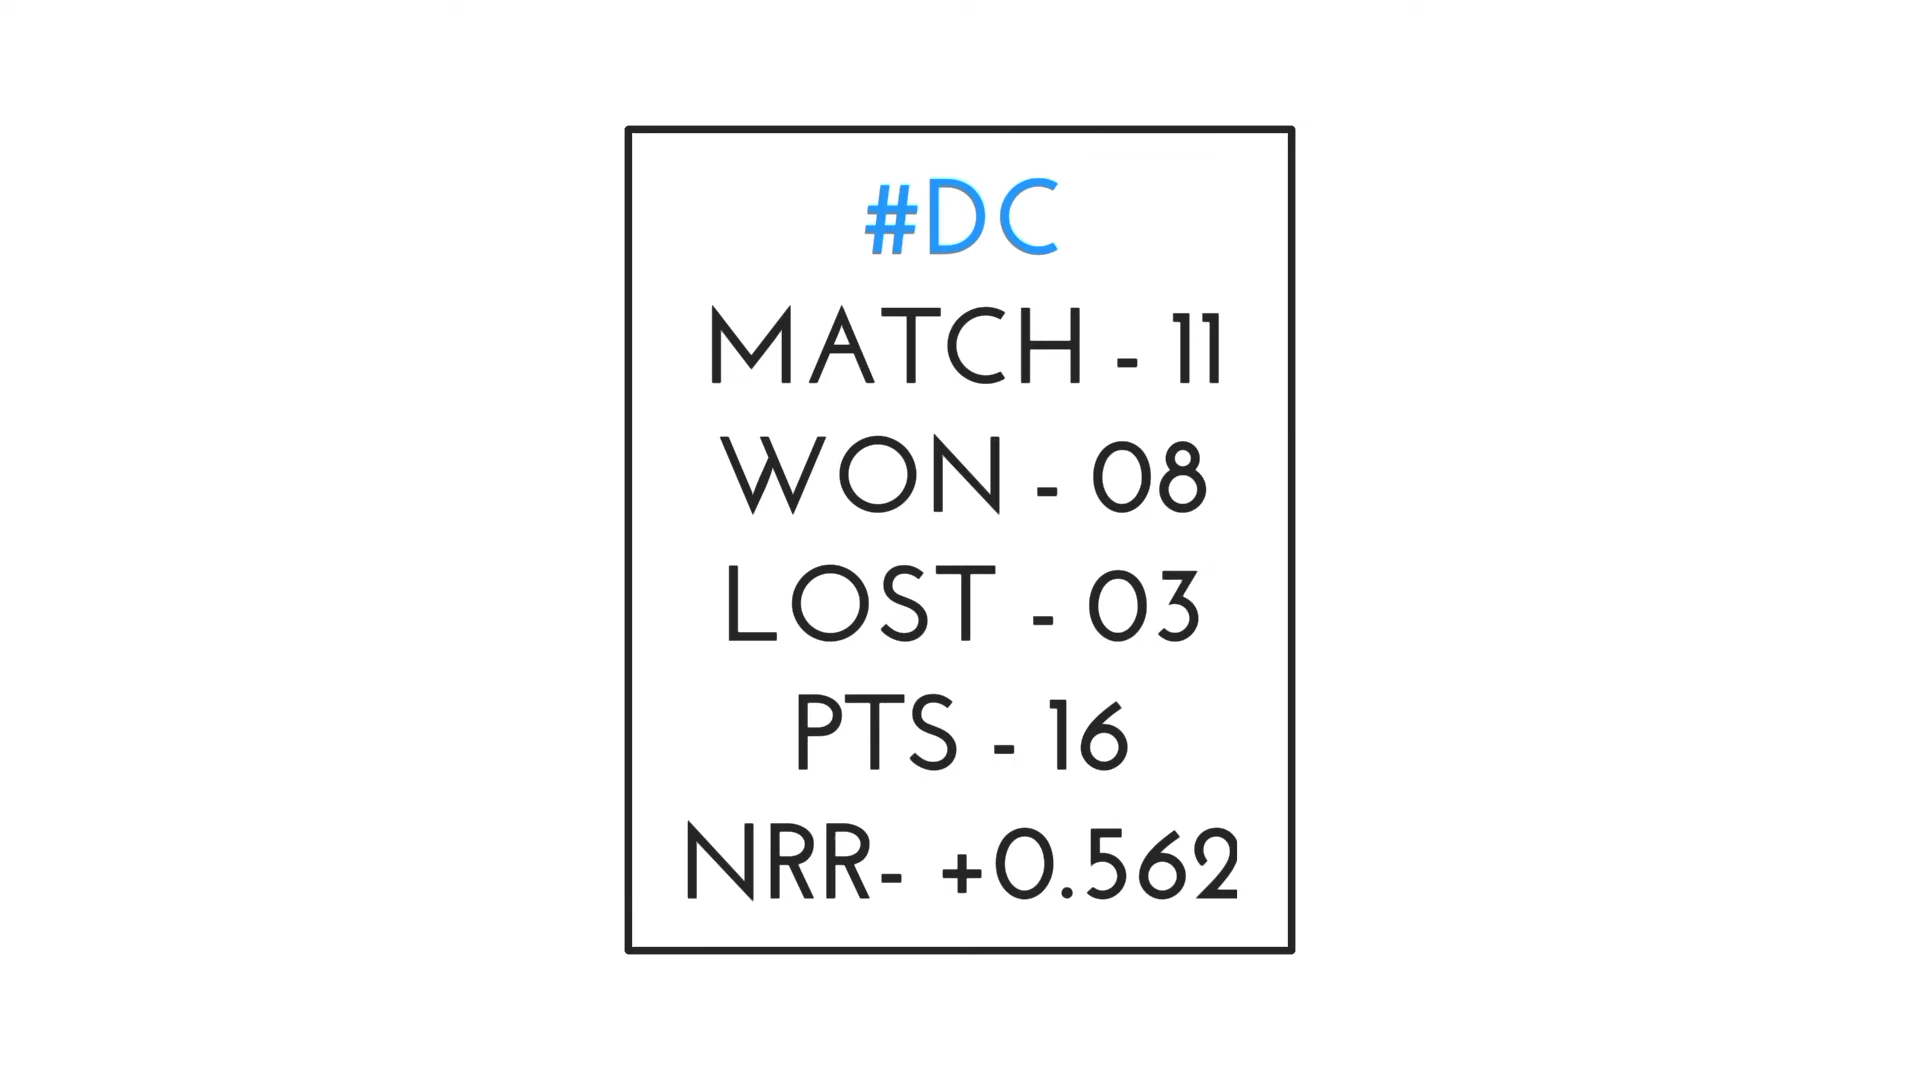 #DC
MATCH - 11
WON - 08
LOST - 03
PTS - 16
NRR- +0.562